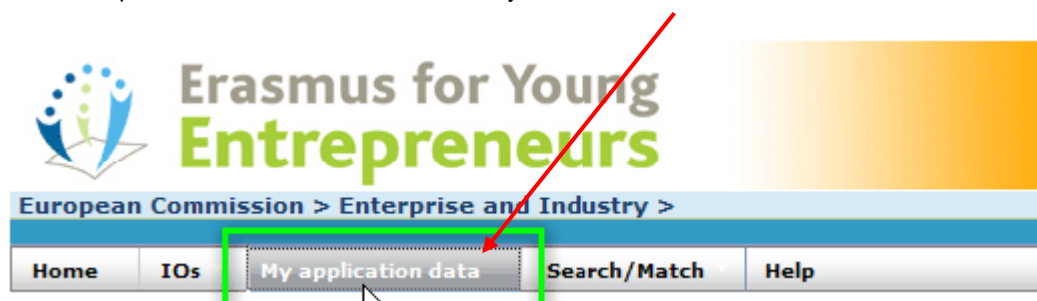 Erasmus for Young
Entrepreneurs
European Commission > Enterprise and Industry >
Home IOs My application data Search/Match Help